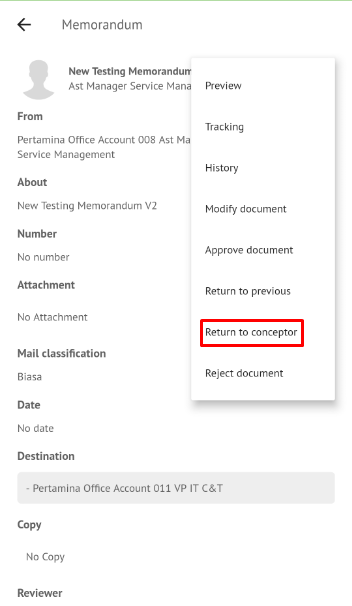 Memorandum
New Testing Memorandum
Ast Manager Service Mana
From
Pertamina Office Account 008 Ast Ma
Service Management
About
New Testing Memorandum V2
Number
No number
Attachment
No Attachment
Mail classification
Biasa
Date
No date
Destination
- Pertamina Office Account 011 VP IT C&T
Copy
No Copy
Reviewer
Preview
Tracking
History
Modify document
Approve document
Return to previous
Return to conceptor
Reject document